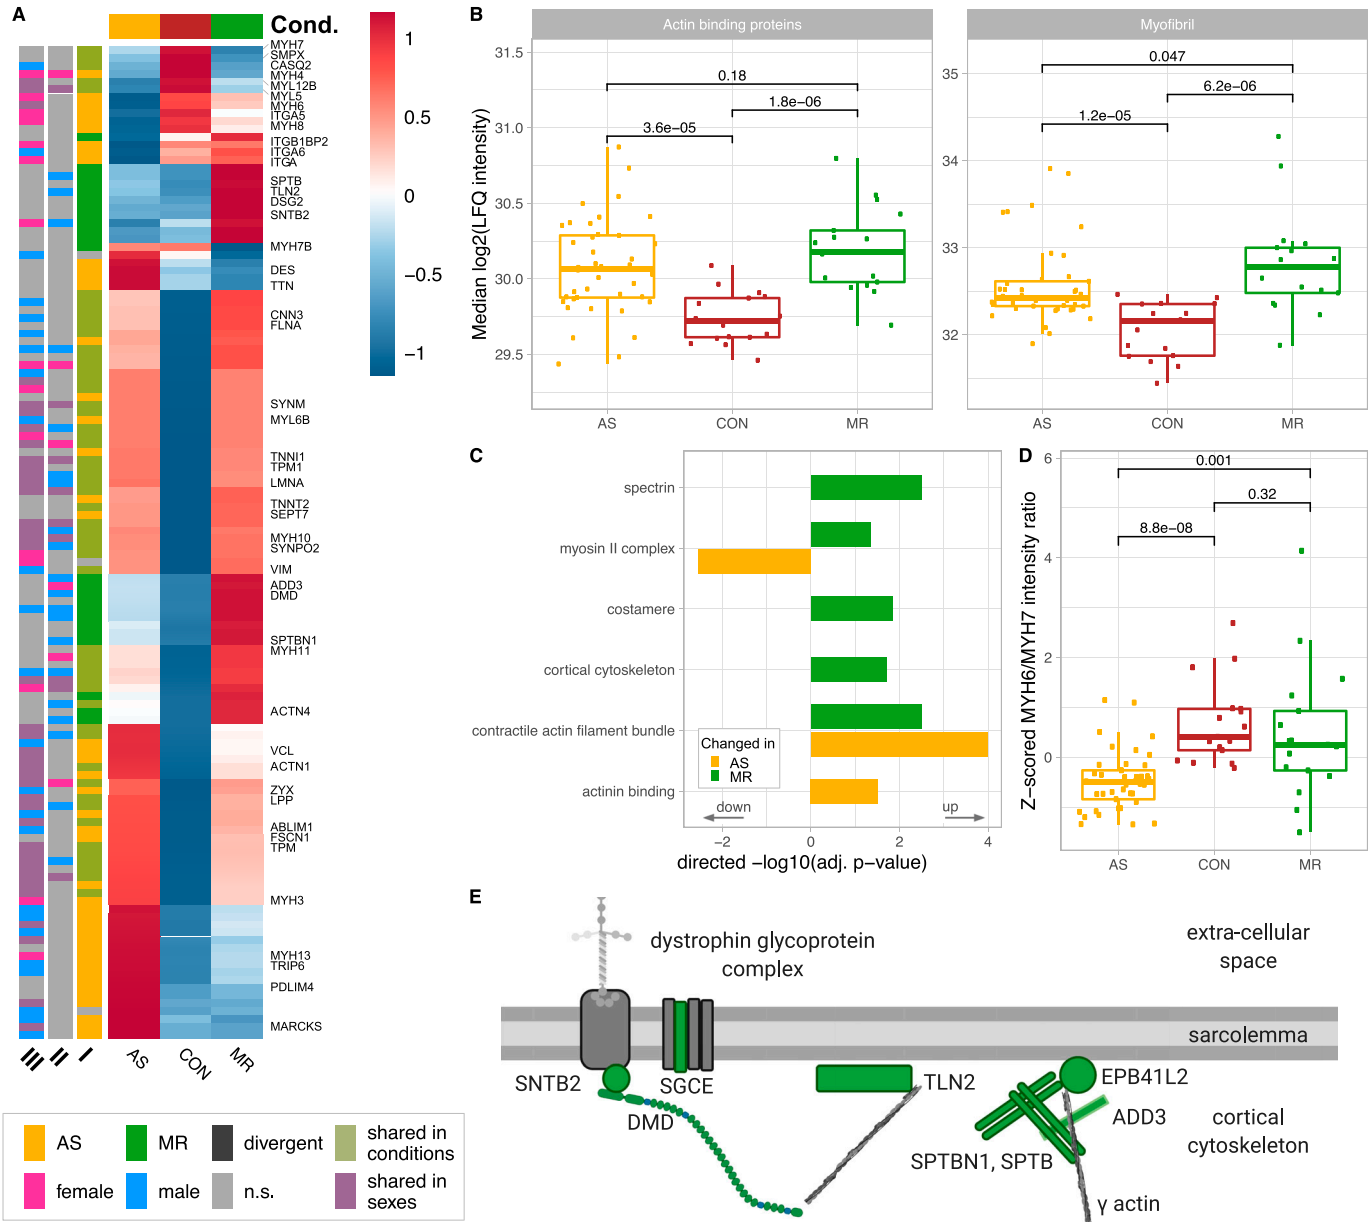 A
Cond.
MYH7
SMPX
CASQ2
MYH4
MYL12B
MYL5
MYH6
ITGA5
MYH8
ITGB1BP2
ITGA6
ITGA
SPTB
TLN2
DSG2
SNTB2
MYH7B
DES
TTN
CNN3
FLNA
SYNM
MYL6B
TNNI1
TPM1
LMNA
TNNT2
SEPT7
MYH10
SYNPO2
VIM
ADD3
DMD
SPTBN1
MYH11
ACTN4
VCL
ACTN1
ZYX
LPP
ABLIM1
FSCN1
TPM
MYH3
MYH13
TRIP6
PDLIM4
MARCKS
III II I AS CON MR
1
0.5
0
−0.5
−1
AS MR divergent shared in conditions
female male n.s. shared in sexes
B
Actin binding proteins
Myofibril
Median log2(LFQ intensity)
31.5
31.0
30.5
30.0
29.5
0.18
1.8e−06
3.6e−05
AS CON MR
35
34
33
32
0.047
6.2e−06
1.2e−05
AS CON MR
C
spectrin
myosin II complex
costamere
cortical cytoskeleton
contractile actin filament bundle
actinin binding
Changed in
AS
MR
down
up
−2 0 2 4
directed −log10(adj. p−value)
D
Z−scored MYH6/MYH7 intensity ratio
6
4
2
0
0.001
0.32
8.8e−08
AS CON MR
E
dystrophin glycoprotein
complex
extra-cellular
space
sarcolemma
SNTB2
SGCE
DMD
TLN2
EPB41L2
ADD3
SPTBN1, SPTB
cortical
cytoskeleton
γ actin